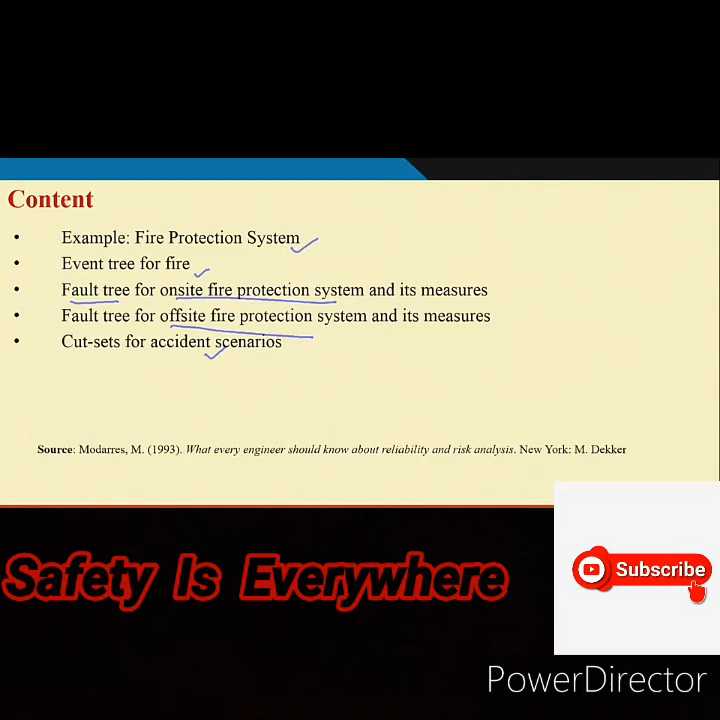 Content
• Example: Fire Protection System
• Event tree for fire
• Fault tree for onsite fire protection system and its measures
• Fault tree for offsite fire protection system and its measures
• Cut-sets for accident scenarios
Source: Modarres, M. (1993). What every engineer should know about reliability and risk analysis. New York: M. Dekker
Safety Is Everywhere
Subscribe
PowerDirector